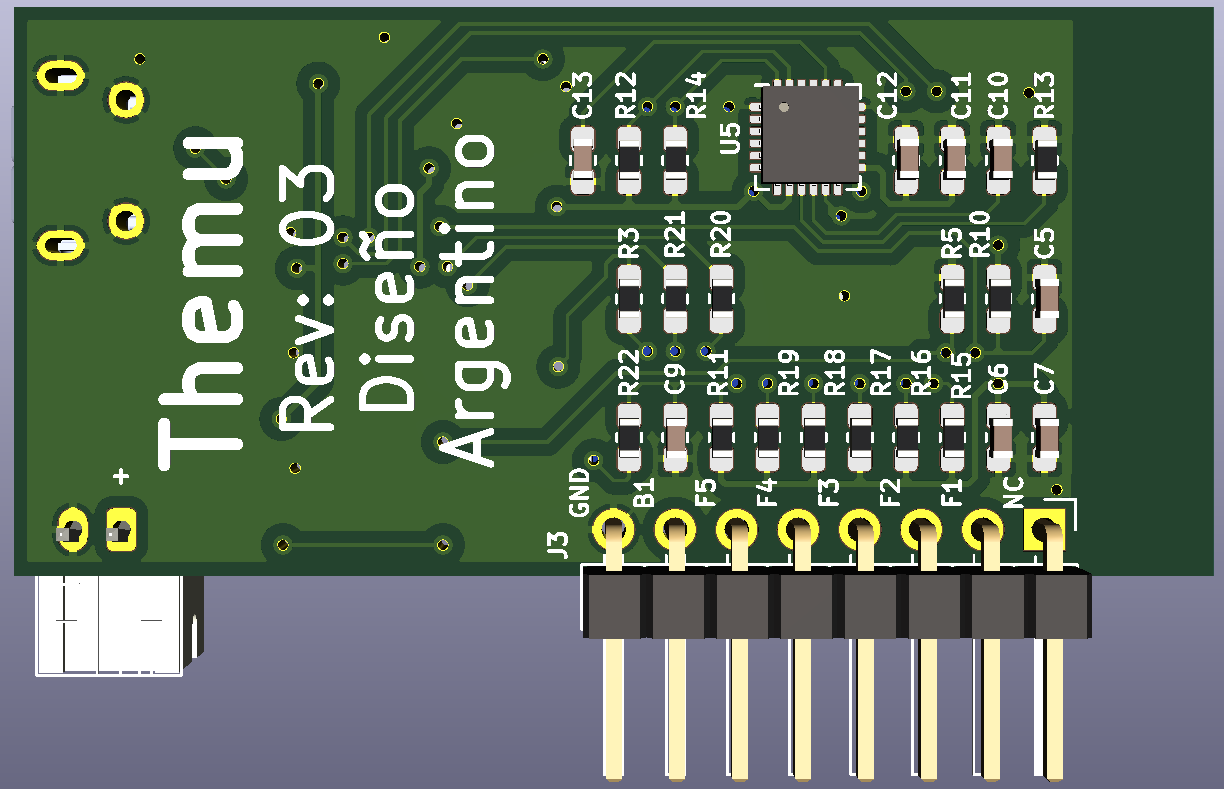 Themu
Rev: 03
Diseño
Argentino
+
C13
R12
R14
U5
C12
C11
C10
R13
R3
R21
R20
R5
R10
C5
R22
C9
R11
R19
R18
R17
R16
R15
C6
C7
J3
GND
B1
F5
F4
F3
F2
F1
NC